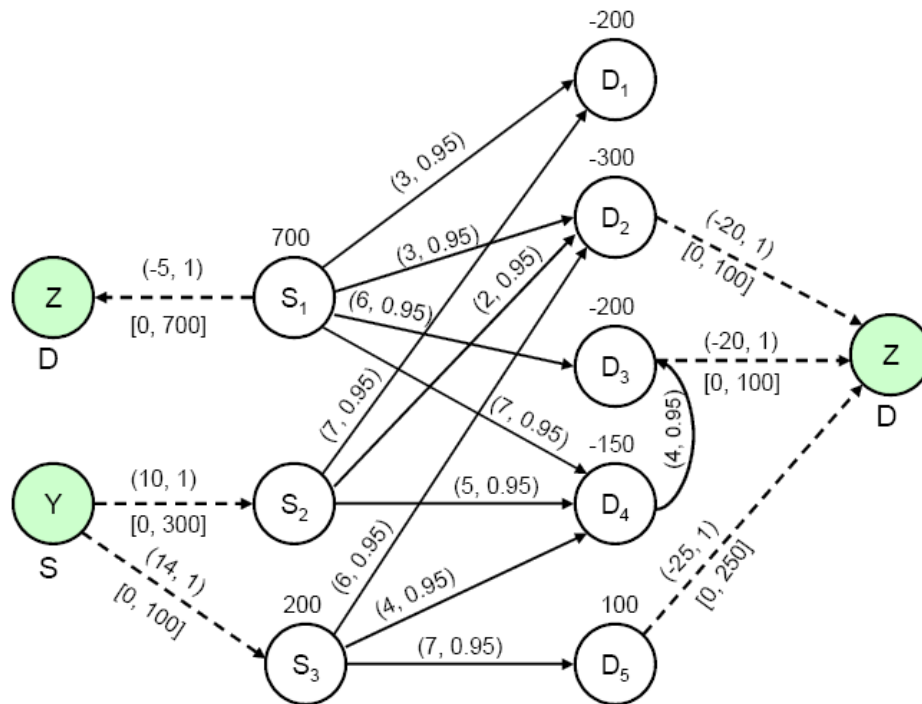 -200
D1
(3, 0.95)
-300
D2
(-20, 1)
[0, 100]
700
(-5, 1)
(3, 0.95)
(2, 0.95)
Z
S1
[0, 700]
D
(6, 0.95)
-200
D3
(-20, 1)
[0, 100]
Z
D
(7, 0.95)
(7, 0.95)
-150
(4, 0.95)
Y
S
(10, 1)
[0, 300]
S2
(5, 0.95)
D4
(14, 1)
[0, 100]
(6, 0.95)
(4, 0.95)
(-25, 1)
[0, 250]
200
S3
(7, 0.95)
100
D5